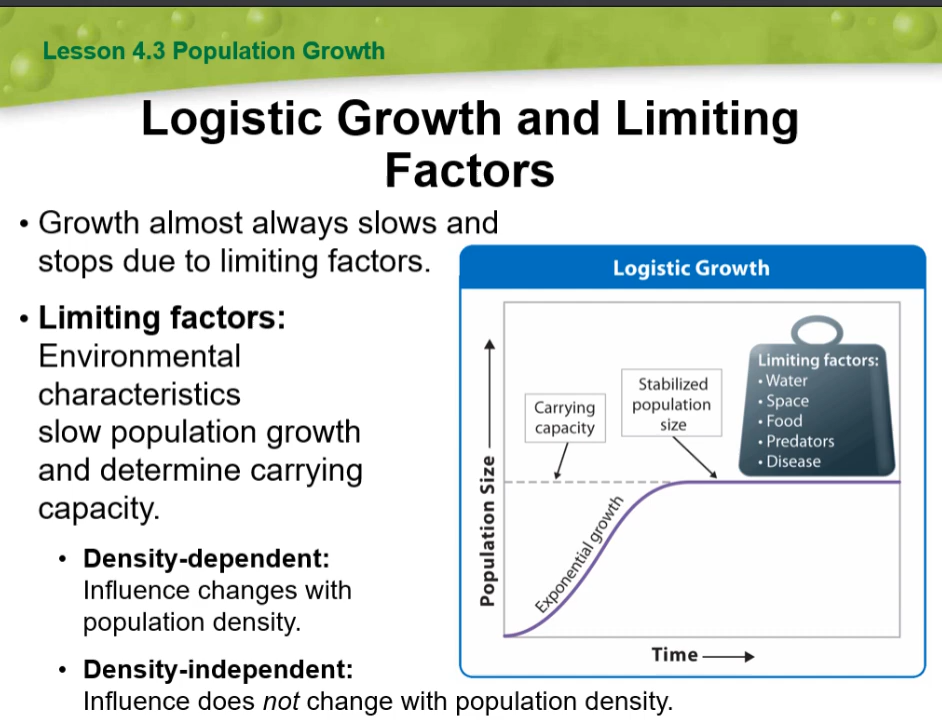 Lesson 4.3 Population Growth
Logistic Growth and Limiting
Factors
• Growth almost always slows and
stops due to limiting factors.
• Limiting factors:
Environmental
characteristics
slow population growth
and determine carrying
capacity.
• Density-dependent:
Influence changes with
population density.
• Density-independent:
Influence does not change with population density.
Logistic Growth
Population Size
Carrying
capacity
Stabilized
population
size
Limiting factors:
• Water
• Space
• Food
• Predators
• Disease
Exponential growth
Time